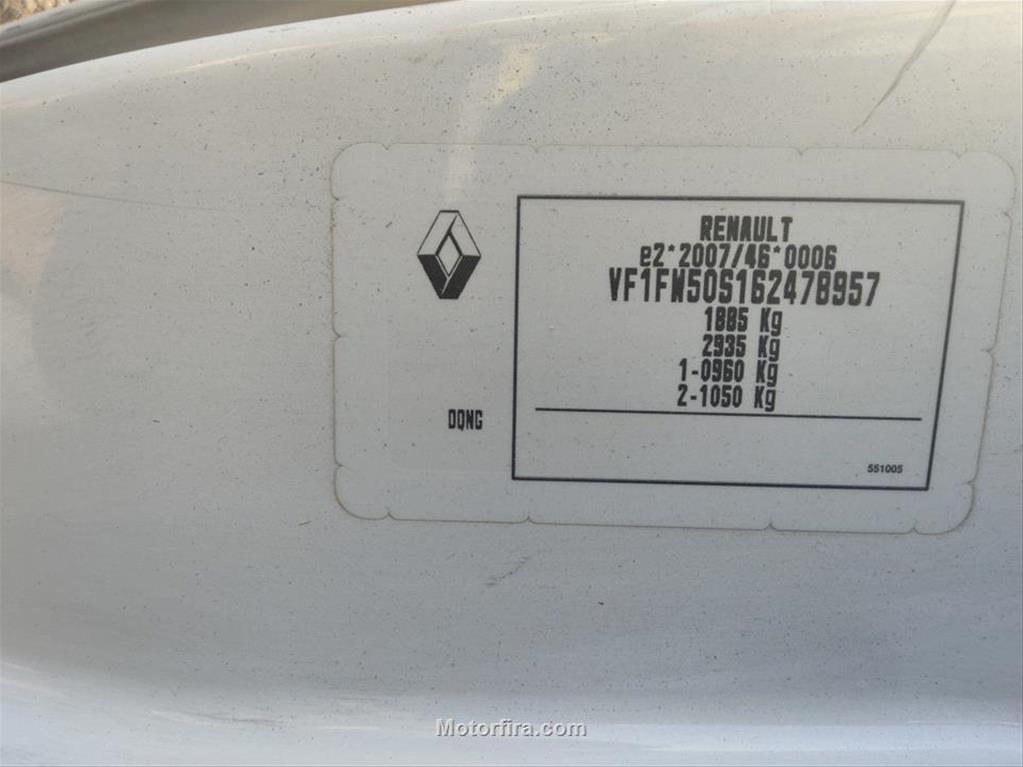 RENAULT
e2*2007/46*0006
VF1FW50S162478957
1885 Kg
2935 Kg
1-0960 Kg
2-1050 Kg
DQNG
551005
Motorfira.com